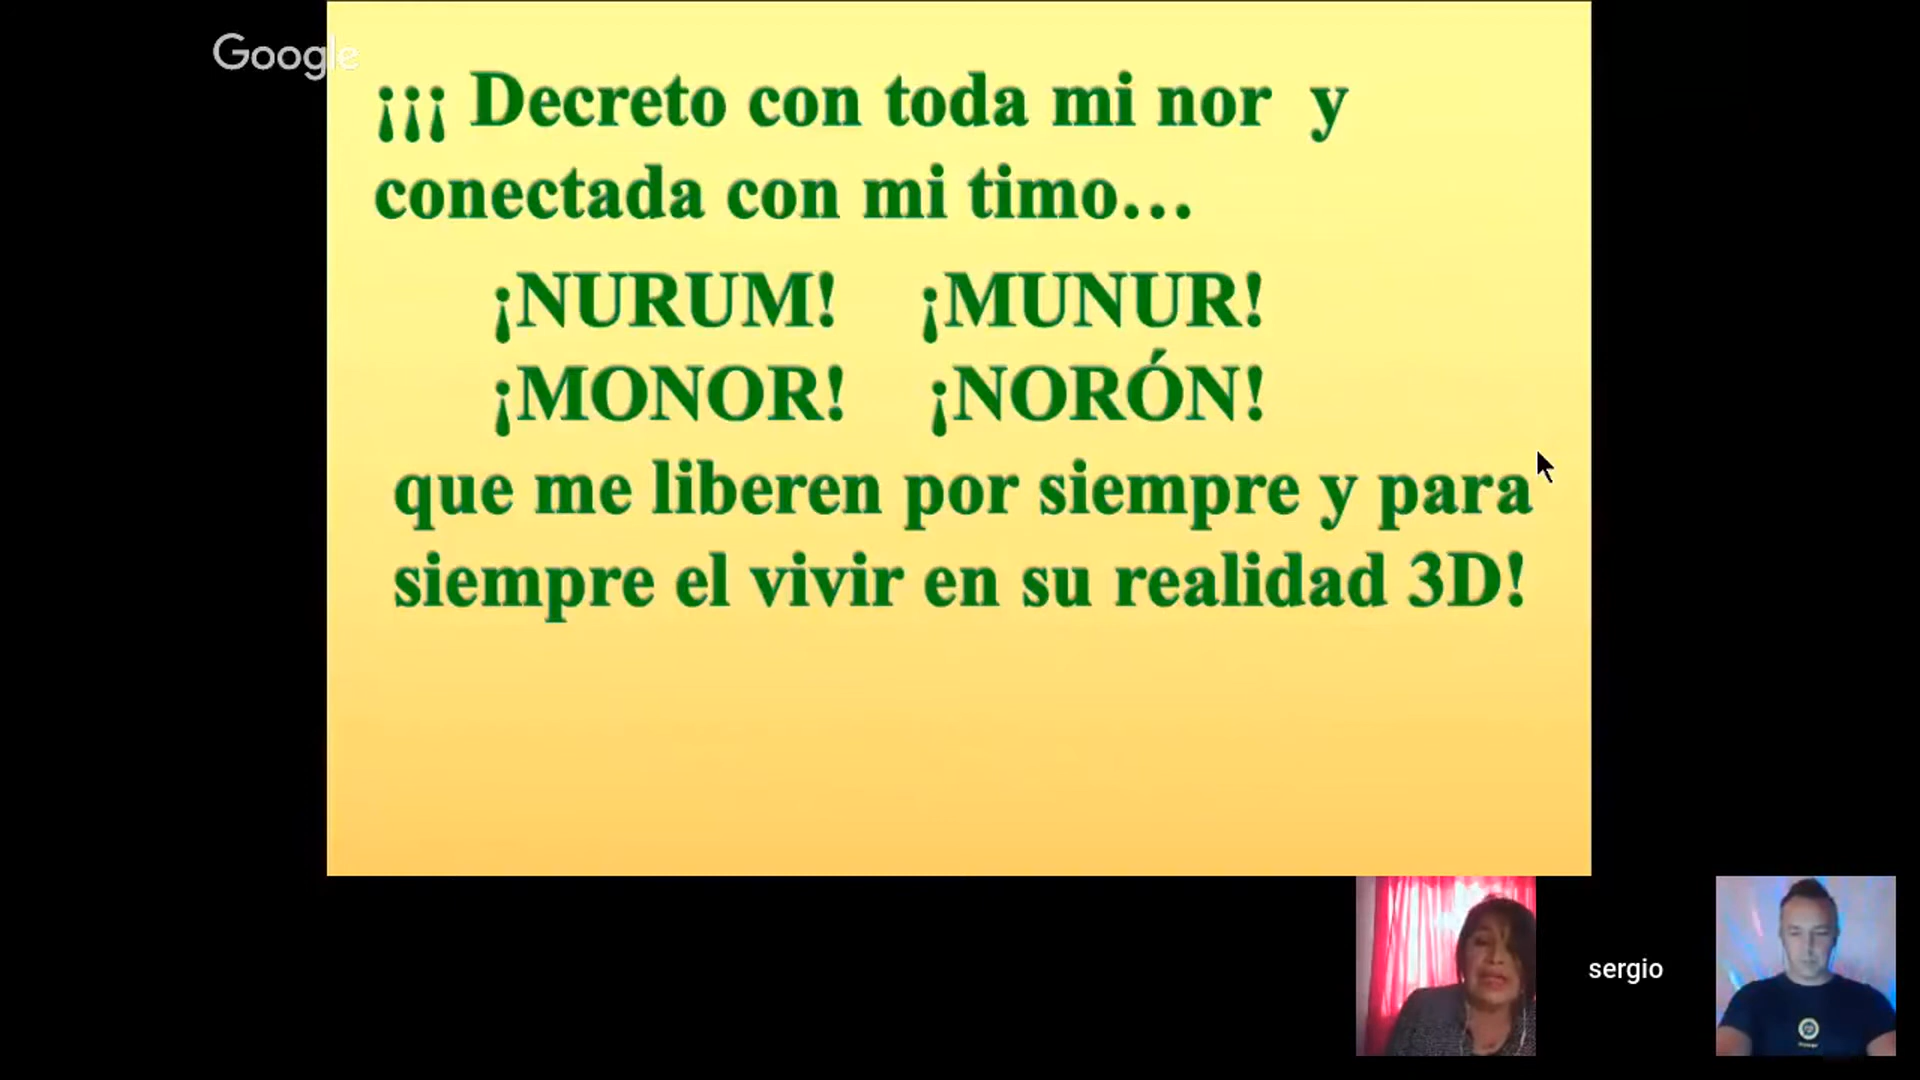 Google
¡¡¡ Decreto con toda mi nor y
conectada con mi timo...
¡NURUM! ¡MUNUR!
¡MONOR! ¡NORÓN!
que me liberen por siempre y para
siempre el vivir en su realidad 3D!
sergio